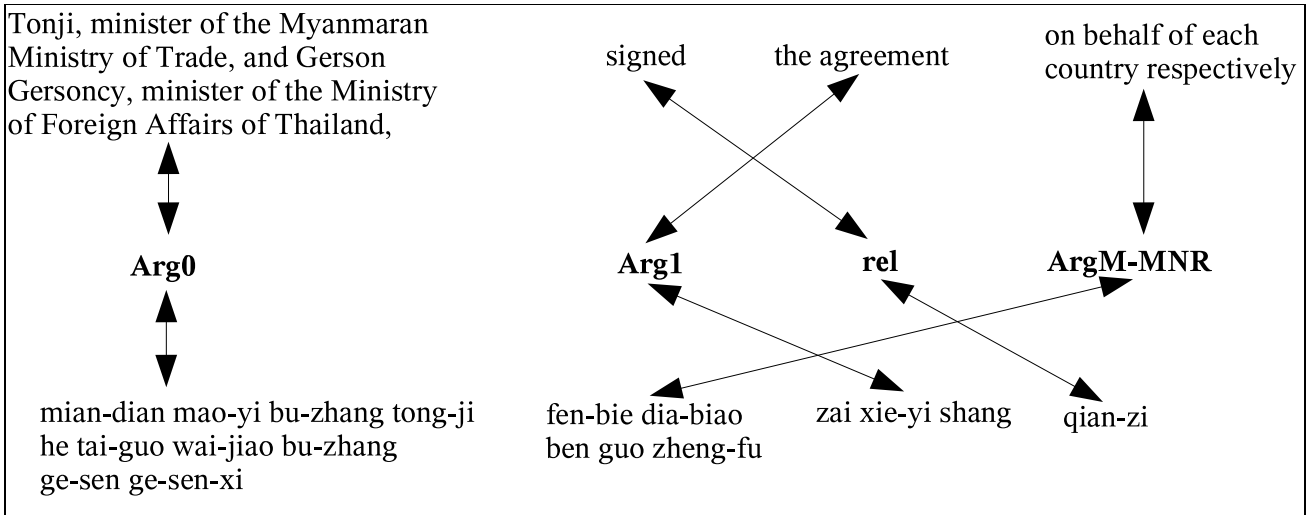 Tonji, minister of the Myanmaran
Ministry of Trade, and Gerson
Gersoncy, minister of the Ministry
of Foreign Affairs of Thailand,
signed
the agreement
on behalf of each
country respectively
Arg0
Arg1
rel
ArgM-MNR
mian-dian mao-yi bu-zhang tong-ji
he tai-guo wai-jiao bu-zhang
ge-sen ge-sen-xi
fen-bie dia-biao
ben guo zheng-fu
zai xie-yi shang
qian-zi